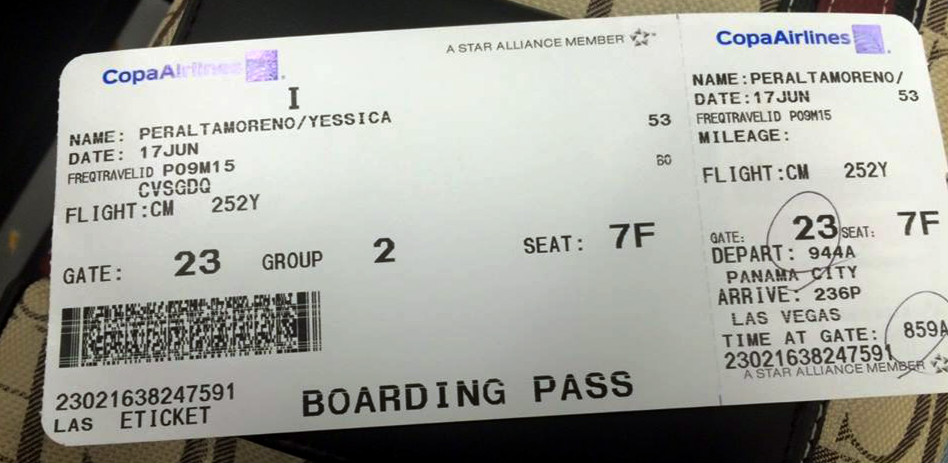 CopaAirlines
A STAR ALLIANCE MEMBER
I
NAME: PERALTAMORENO/YESSICA
53
DATE: 17JUN
FREQTRAVELID P09M15
BO
CVSGDQ
FLIGHT:CM 252Y
GATE: 23 GROUP 2 SEAT: 7F
23021638247591
LAS ETICKET
BOARDING PASS
CopaAirlines
NAME:PERALTAMORENO/
DATE:17JUN 53
FREQTRAVELID P09M15
MILEAGE:
FLIGHT:CM 252Y
GATE: 23 SEAT: 7F
DEPART: 944A
PANAMA CITY
ARRIVE: 236P
LAS VEGAS
TIME AT GATE: 859A
23021638247591
A STAR ALLIANCE MEMBER